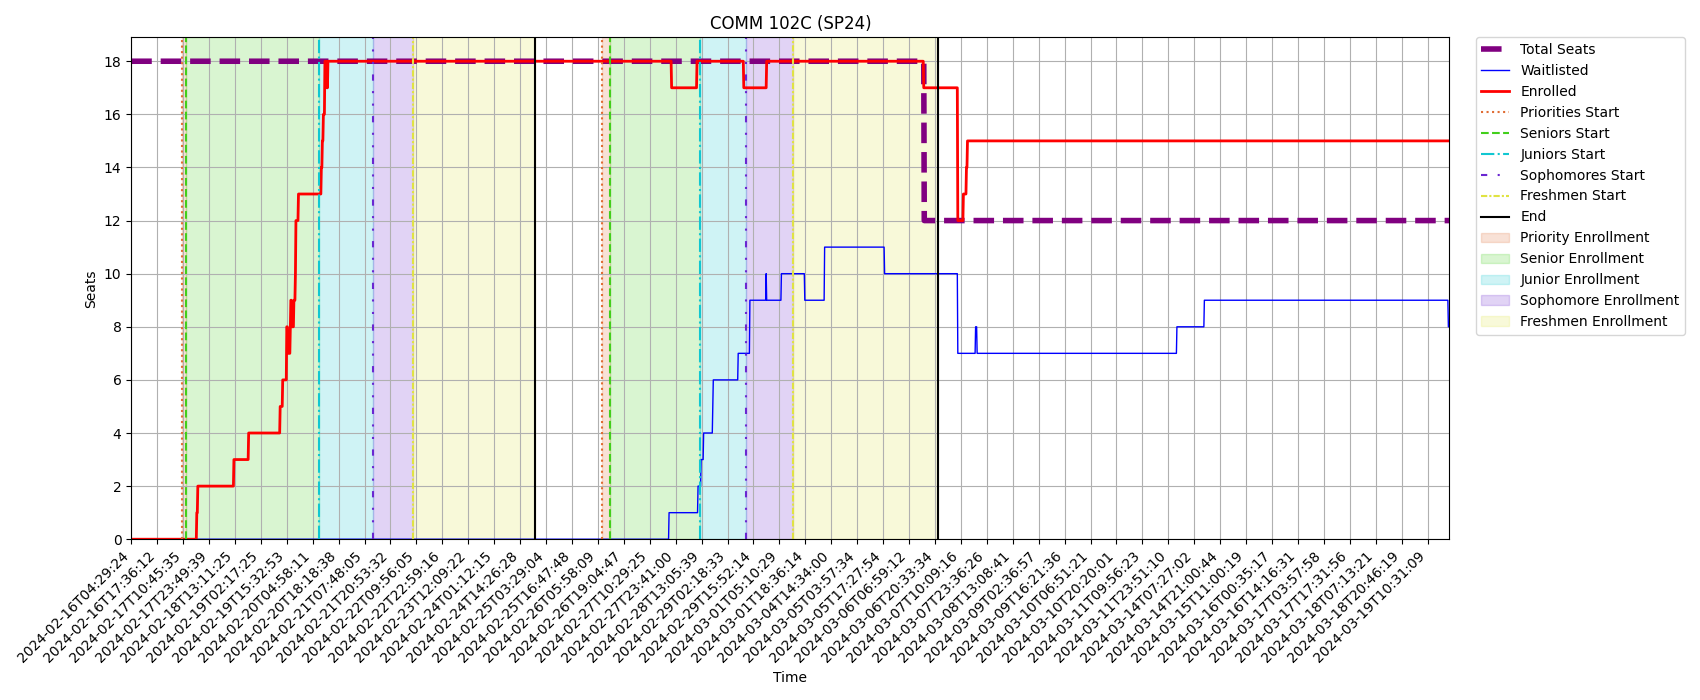 COMM 102C (SP24)
Seats
18
16
14
12
10
8
6
4
2
0
2024-02-16T04:29:24
2024-02-16T17:36:12
2024-02-17T10:45:35
2024-02-17T23:49:39
2024-02-18T13:11:25
2024-02-19T02:17:23
2024-02-19T15:32:53
2024-02-20T04:58:11
2024-02-20T18:18:38
2024-02-21T07:48:05
2024-02-21T20:53:32
2024-02-22T09:56:05
2024-02-22T22:59:16
2024-02-23T12:09:22
2024-02-24T01:12:15
2024-02-24T14:26:28
2024-02-25T03:29:04
2024-02-25T16:47:48
2024-02-26T05:58:09
2024-02-26T19:04:47
2024-02-27T10:29:25
2024-02-27T23:41:00
2024-02-28T13:05:39
2024-02-29T02:18:33
2024-02-29T15:52:14
2024-03-01T05:10:29
2024-03-01T18:36:14
2024-03-04T14:34:00
2024-03-05T03:57:34
2024-03-05T17:27:54
2024-03-06T06:59:12
2024-03-06T20:33:34
2024-03-07T10:09:16
2024-03-07T23:36:26
2024-03-08T13:08:41
2024-03-09T02:36:57
2024-03-09T16:21:36
2024-03-10T06:51:21
2024-03-10T20:20:01
2024-03-11T09:56:23
2024-03-11T23:51:10
2024-03-14T07:27:02
2024-03-14T21:00:44
2024-03-15T11:00:19
2024-03-16T00:35:17
2024-03-16T14:16:31
2024-03-17T03:57:58
2024-03-17T17:31:56
2024-03-18T07:13:21
2024-03-18T20:46:19
2024-03-19T10:31:09
Time
Total Seats
Waitlisted
Enrolled
Priorities Start
Seniors Start
Juniors Start
Sophomores Start
Freshmen Start
End
Priority Enrollment
Senior Enrollment
Junior Enrollment
Sophomore Enrollment
Freshmen Enrollment